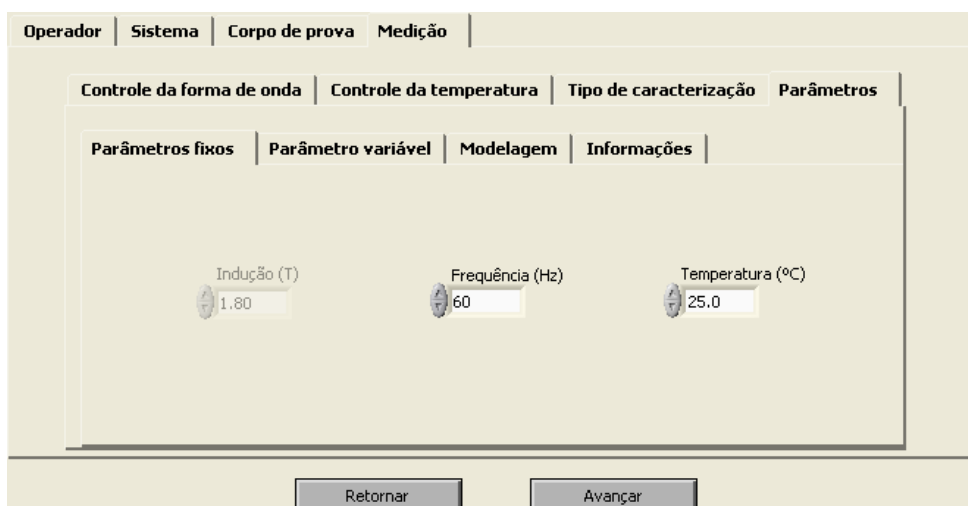 Operador Sistema Corpo de prova Medição
Controle da forma de onda Controle da temperatura Tipo de caracterização Parâmetros
Parâmetros fixos Parâmetro variável Modelagem Informações
Indução (T) Frequência (Hz) Temperatura (ºC)
1.80 60 25.0
Retornar Avançar